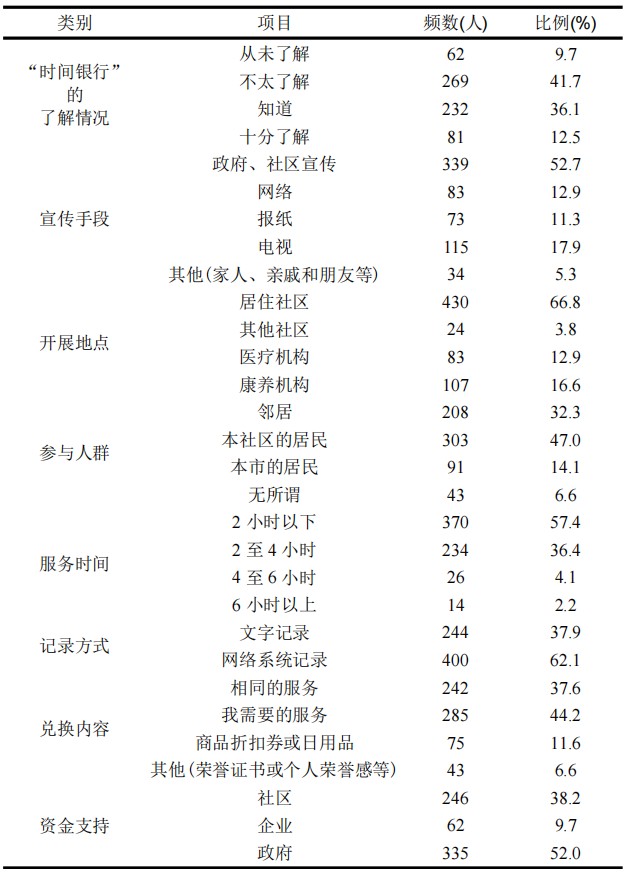 类别 项目 频数(人) 比例(%)
“时间银行”的了解情况 从未了解 62 9.7
不太了解 269 41.7
知道 232 36.1
十分了解 81 12.5
宣传手段 政府、社区宣传 339 52.7
网络 83 12.9
报纸 73 11.3
电视 115 17.9
其他(家人、亲戚和朋友等) 34 5.3
开展地点 居住社区 430 66.8
其他社区 24 3.8
医疗机构 83 12.9
康养机构 107 16.6
参与人群 邻居 208 32.3
本社区的居民 303 47.0
本市的居民 91 14.1
无所谓 43 6.6
服务时间 2 小时以下 370 57.4
2 至 4 小时 234 36.4
4 至 6 小时 26 4.1
6 小时以上 14 2.2
记录方式 文字记录 244 37.9
网络系统记录 400 62.1
兑换内容 相同的服务 242 37.6
我需要的服务 285 44.2
商品折扣券或日用品 75 11.6
其他(荣誉证书或个人荣誉感等) 43 6.6
资金支持 社区 246 38.2
企业 62 9.7
政府 335 52.0